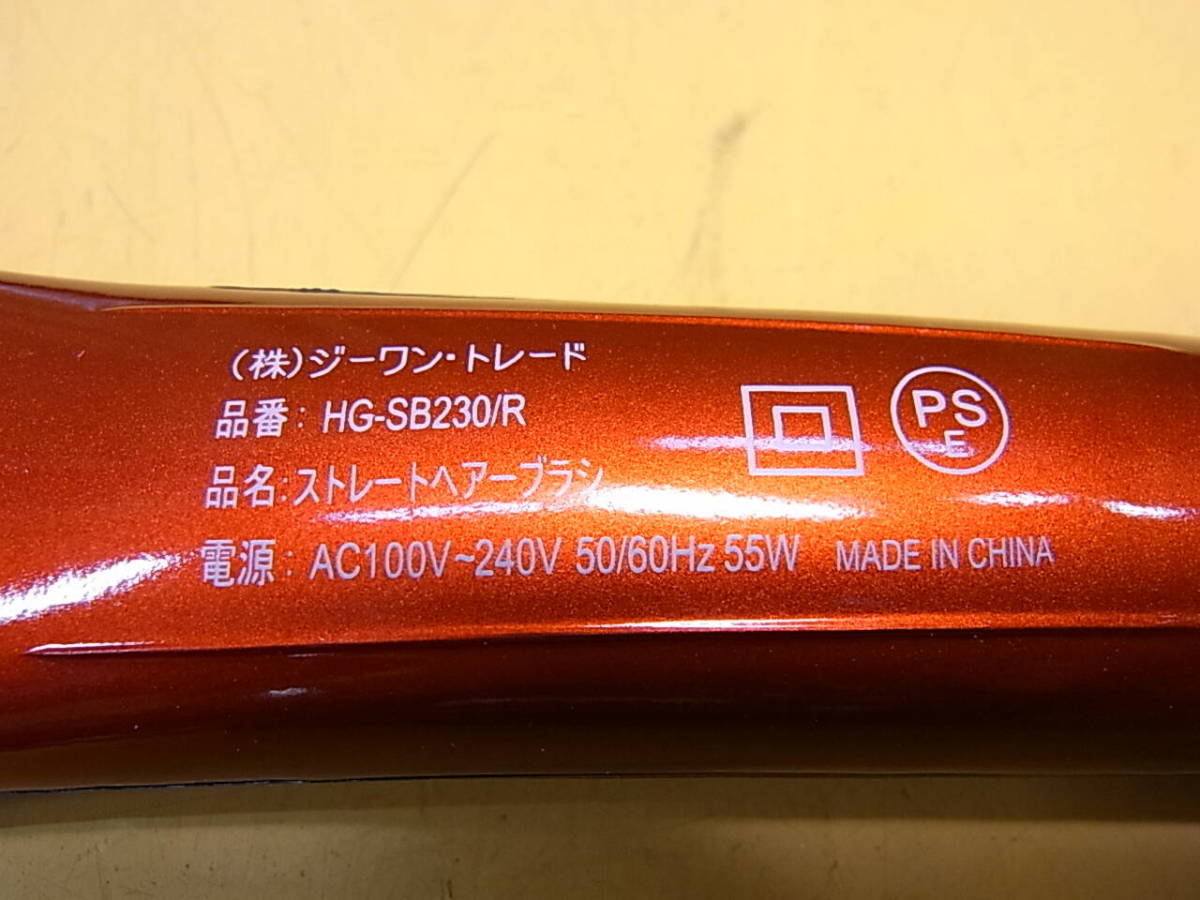 (株)ジーワン・トレード
品番: HG-SB230/R
品名:ストレートヘアーブラシ
電源: AC100V~240V 50/60Hz 55W MADE IN CHINA
PS
E